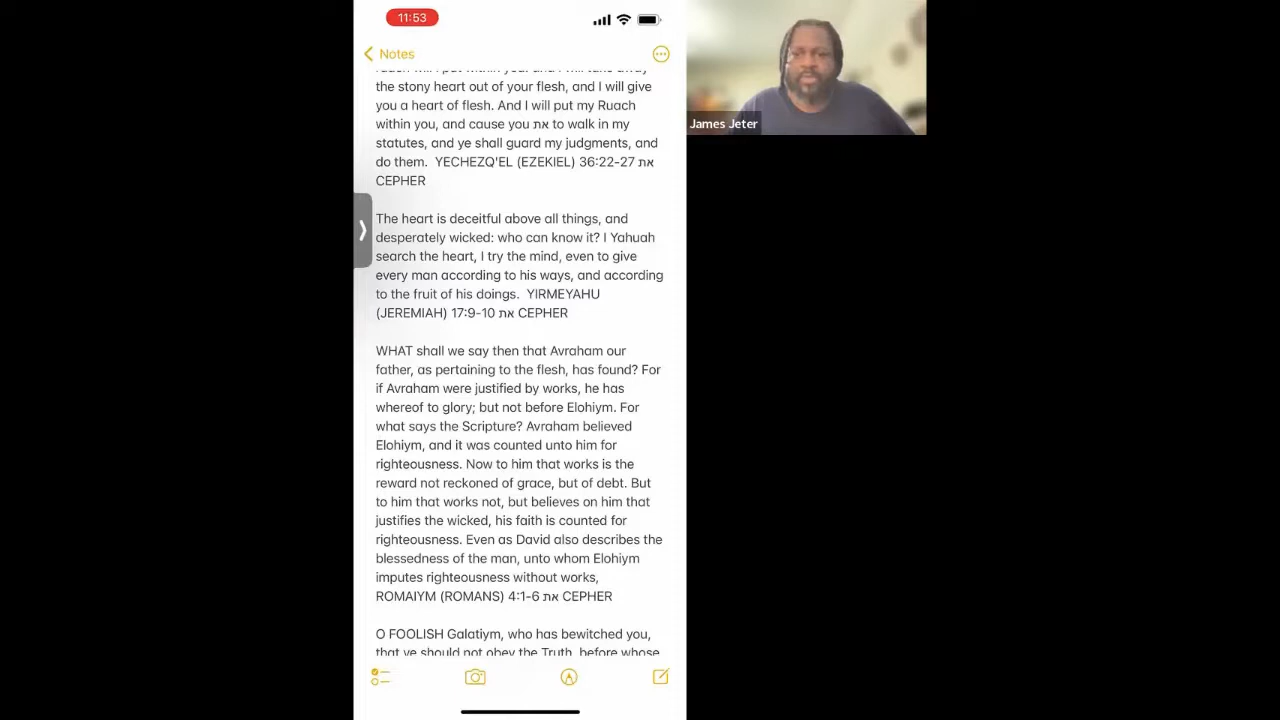 11:53
Notes
the stony heart out of your flesh, and I will give
you a heart of flesh. And I will put my Ruach
within you, and cause you את to walk in my
statutes, and ye shall guard my judgments, and
do them.  YECHEZQ'EL (EZEKIEL) 36:22-27 את
CEPHER
The heart is deceitful above all things, and
desperately wicked: who can know it? I Yahuah
search the heart, I try the mind, even to give
every man according to his ways, and according
to the fruit of his doings.  YIRMEYAHU
(JEREMIAH) 17:9-10 את CEPHER
WHAT shall we say then that Avraham our
father, as pertaining to the flesh, has found? For
if Avraham were justified by works, he has
whereof to glory; but not before Elohiym. For
what says the Scripture? Avraham believed
Elohiym, and it was counted unto him for
righteousness. Now to him that works is the
reward not reckoned of grace, but of debt. But
to him that works not, but believes on him that
justifies the wicked, his faith is counted for
righteousness. Even as David also describes the
blessedness of the man, unto whom Elohiym
imputes righteousness without works,
ROMAIYM (ROMANS) 4:1-6 את CEPHER
O FOOLISH Galatiym, who has bewitched you,
that ye should not obey the Truth, before whose
James Jeter